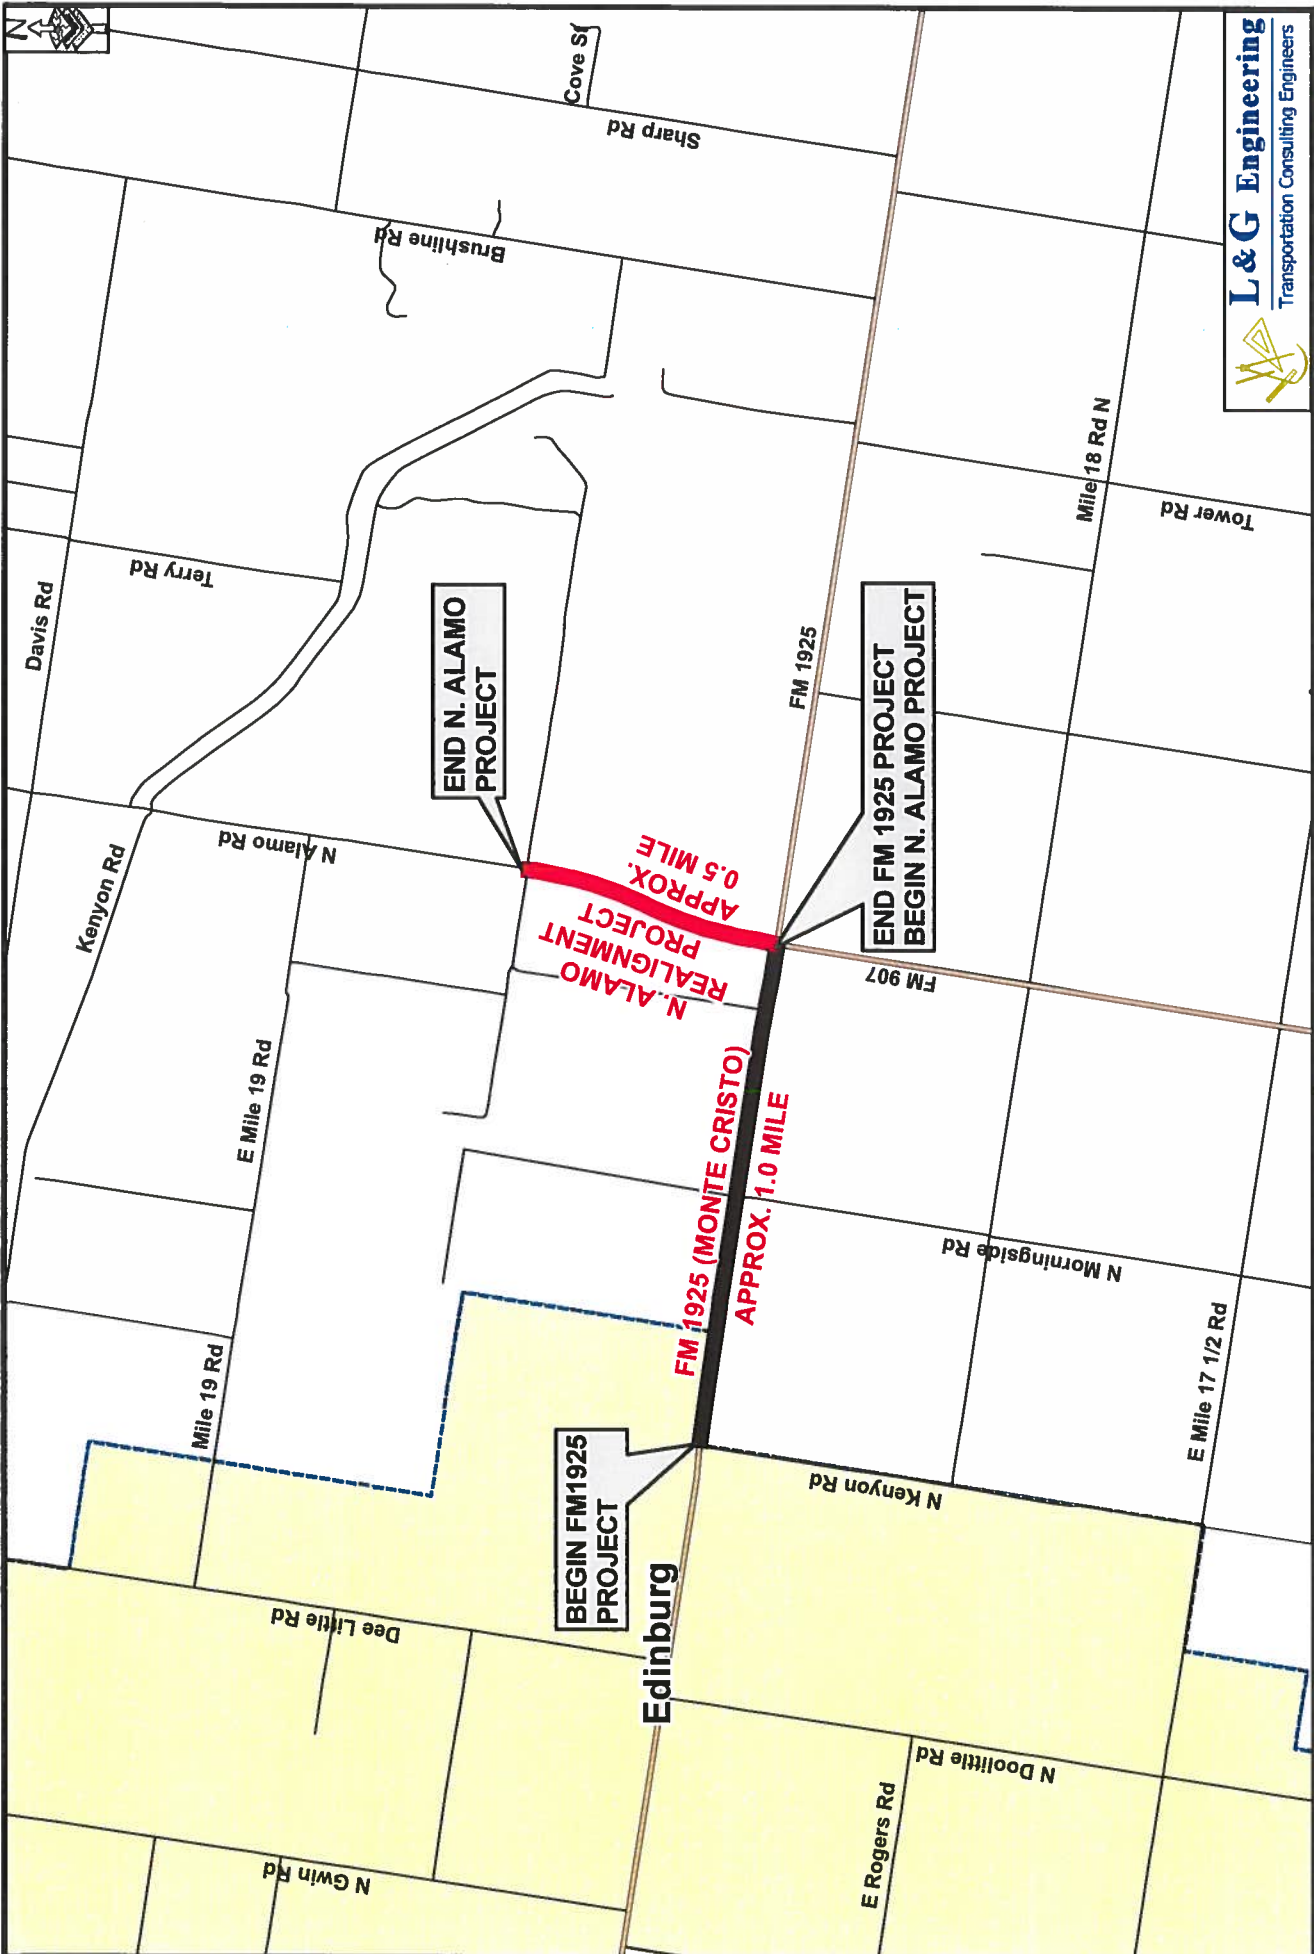 N
Davis Rd
Kenyon Rd
Terry Rd
N Alamo Rd
E Mile 19 Rd
Mile 19 Rd
Dee Little Rd
N Gwin Rd
Brushline Rd
Cove St
Sharp Rd
END N. ALAMO
PROJECT
N. ALAMO
REALIGNMENT
PROJECT
APPROX.
0.5 MILE
BEGIN FM1925
PROJECT
Edinburg
FM 1925 (MONTE CRISTO)
APPROX. 1.0 MILE
FM 1925
END FM 1925 PROJECT
BEGIN N. ALAMO PROJECT
FM 907
N Kenyon Rd
N Morningside Rd
N Doolittle Rd
E Rogers Rd
Mile 18 Rd N
Tower Rd
E Mile 17 1/2 Rd
L&G Engineering
Transportation Consulting Engineers